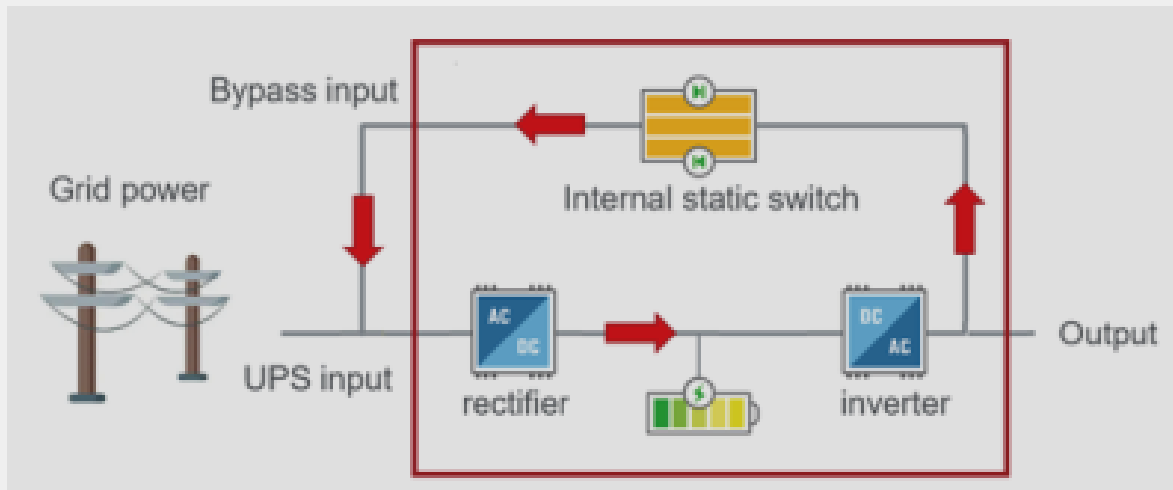 Bypass input
Grid power
Internal static switch
AC
DC
DC
AC
Output
UPS input
rectifier
inverter